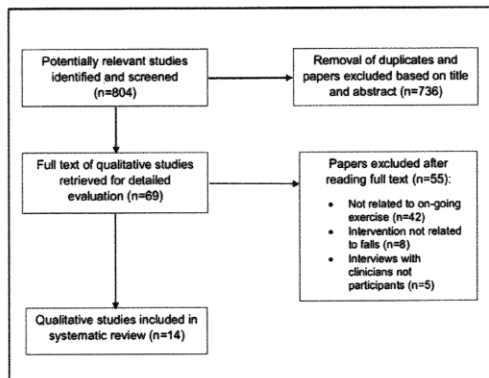 Potentially relevant studies
identified and screened
(n=804)
Removal of duplicates and
papers excluded based on title
and abstract (n=736)
Full text of qualitative studies
retrieved for detailed
evaluation (n=69)
Papers excluded after
reading full text (n=55):
• Not related to on-going
exercise (n=42)
• Intervention not related
to falls (n=8)
• Interviews with
clinicians not
participants (n=5)
Qualitative studies included in
systematic review (n=14)